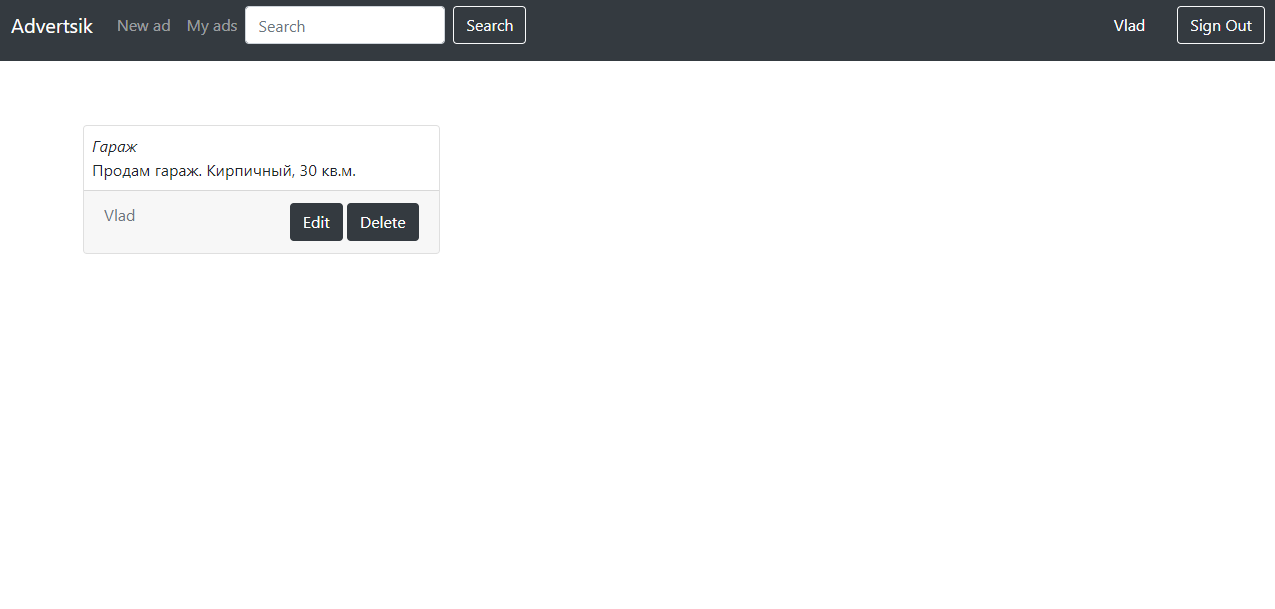 Advertsik New ad My ads Search Search Vlad Sign Out
Гараж
Продам гараж. Кирпичный, 30 кв.м.
Vlad Edit Delete